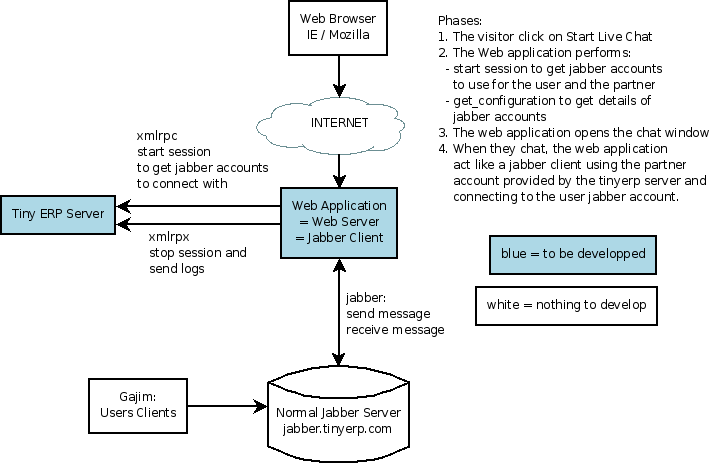 Web Browser
IE / Mozilla
INTERNET
xmlrpc
start session
to get jabber accounts
to connect with
Tiny ERP Server
Web Application
= Web Server
= Jabber Client
xmlrpx
stop session and
send logs
jabber:
send message
receive message
Gajim:
Users Clients
Normal Jabber Server
jabber.tinyerp.com
Phases:
1. The visitor click on Start Live Chat
2. The Web application performs:
- start session to get jabber accounts
to use for the user and the partner
- get_configuration to get details of
jabber accounts
3. The web application opens the chat window
4. When they chat, the web application
act like a jabber client using the partner
account provided by the tinyerp server and
connecting to the user jabber account.
blue = to be developped
white = nothing to develop